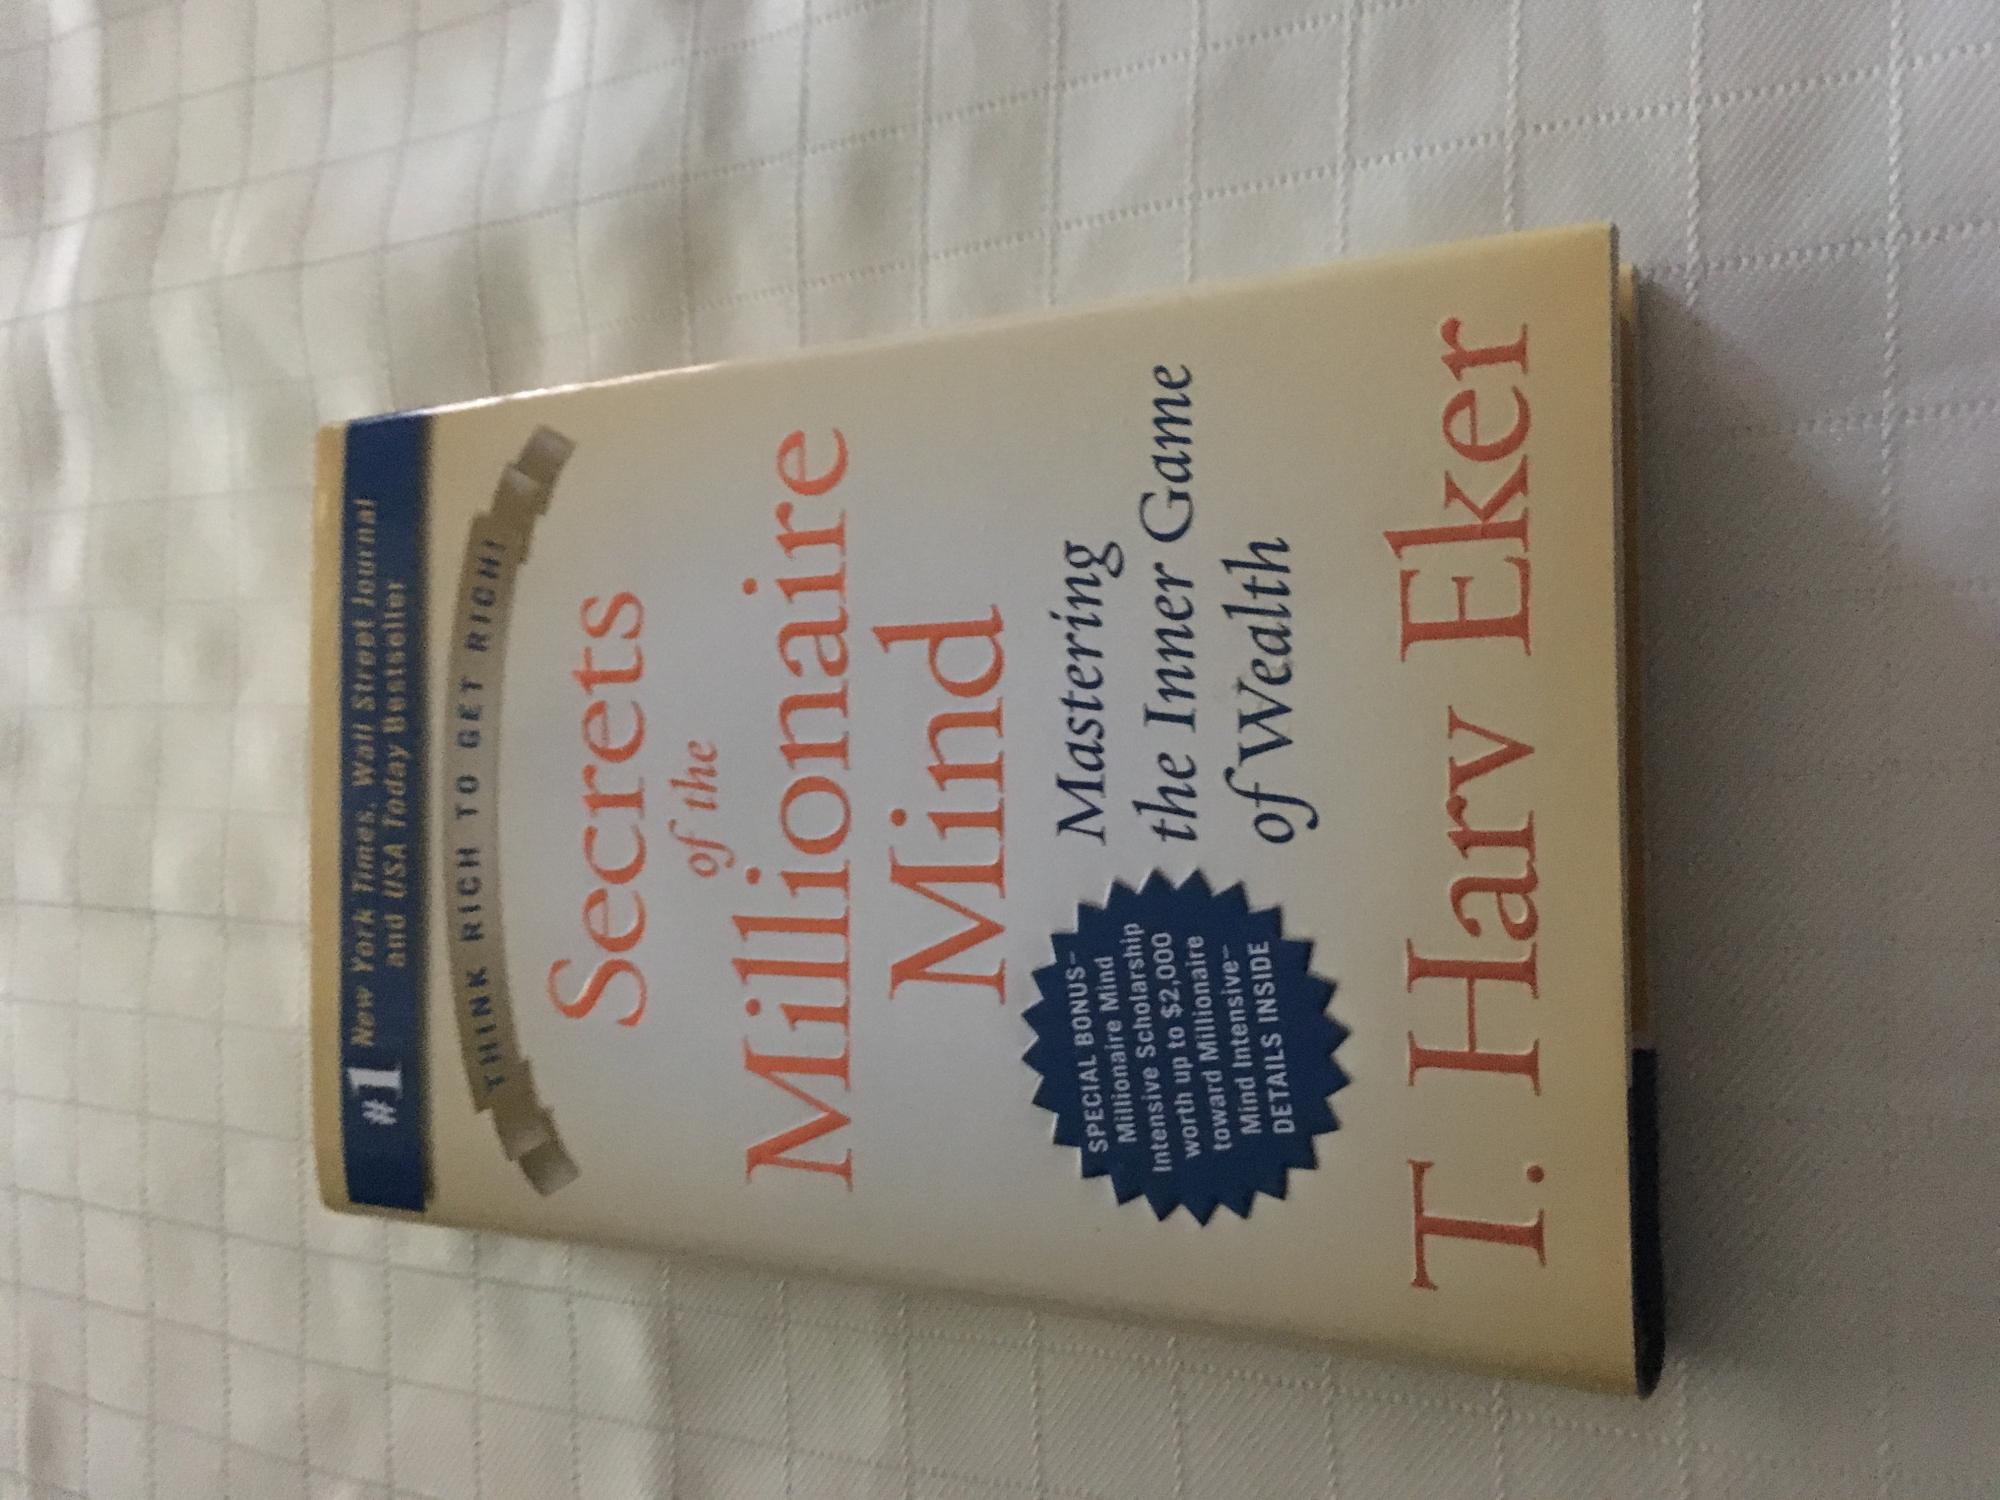 #1 New York Times, Wall Street Journal
and USA Today Bestseller
THINK RICH TO GET RICH!
Secrets
of the
Millionaire
Mind
Mastering
the Inner Game
of Wealth
SPECIAL BONUS–
Millionaire Mind
Intensive Scholarship
worth up to $2,000
toward Millionaire
Mind Intensive–
DETAILS INSIDE
T. Harv Eker